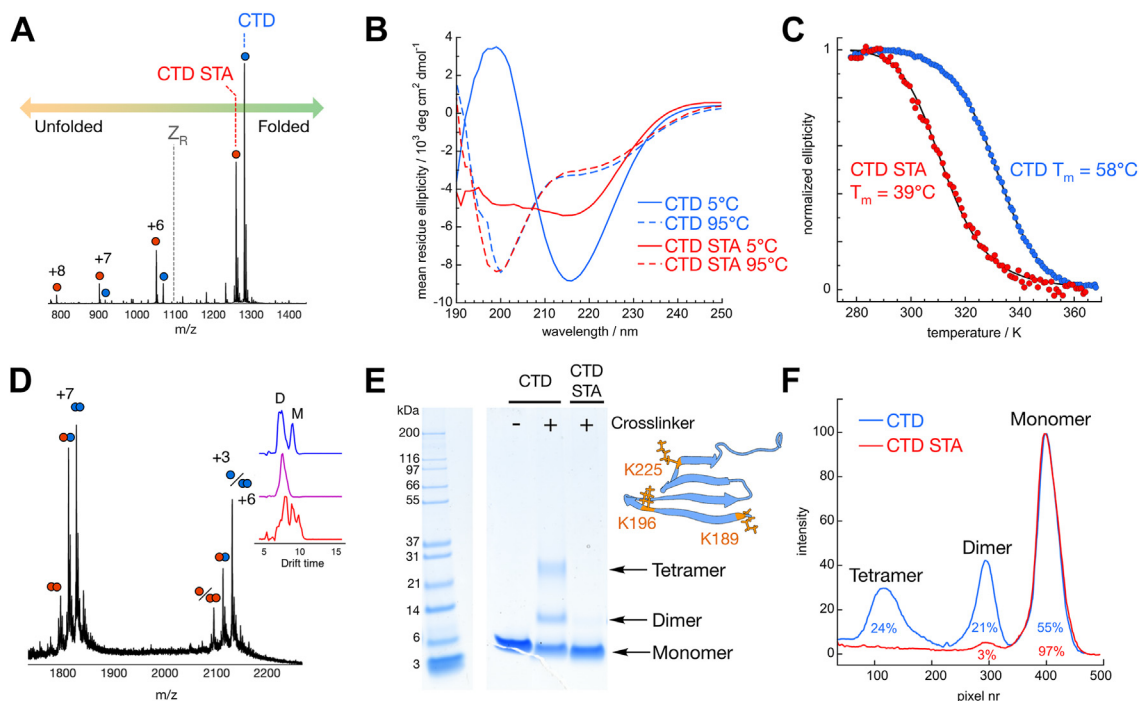 A
CTD
CTD STA
Unfolded
Folded
Z_R
+8
+7
+6
800
900
1000
1100
1200
1300
1400
m/z
B
mean residue ellipticity / 10³ deg cm² dmol⁻¹
4
2
0
-2
-4
-6
-8
-10
CTD 5°C
CTD 95°C
CTD STA 5°C
CTD STA 95°C
190
200
210
220
230
240
250
wavelength / nm
C
normalized ellipticity
1
0
CTD STA
Tm = 39°C
CTD Tm = 58°C
280
300
320
340
360
temperature / K
D
+7
+3
+6
D
M
5
10
15
Drift time
1800
1900
2000
2100
2200
m/z
E
CTD
CTD
STA
kDa
- + + Crosslinker
200
116
97
66
55
37
31
21
14
6
3
K225
K196
K189
Tetramer
Dimer
Monomer
F
CTD
CTD STA
intensity
100
80
60
40
20
0
Monomer
Dimer
Tetramer
24%
21%
55%
3%
97%
100
200
300
400
500
pixel nr